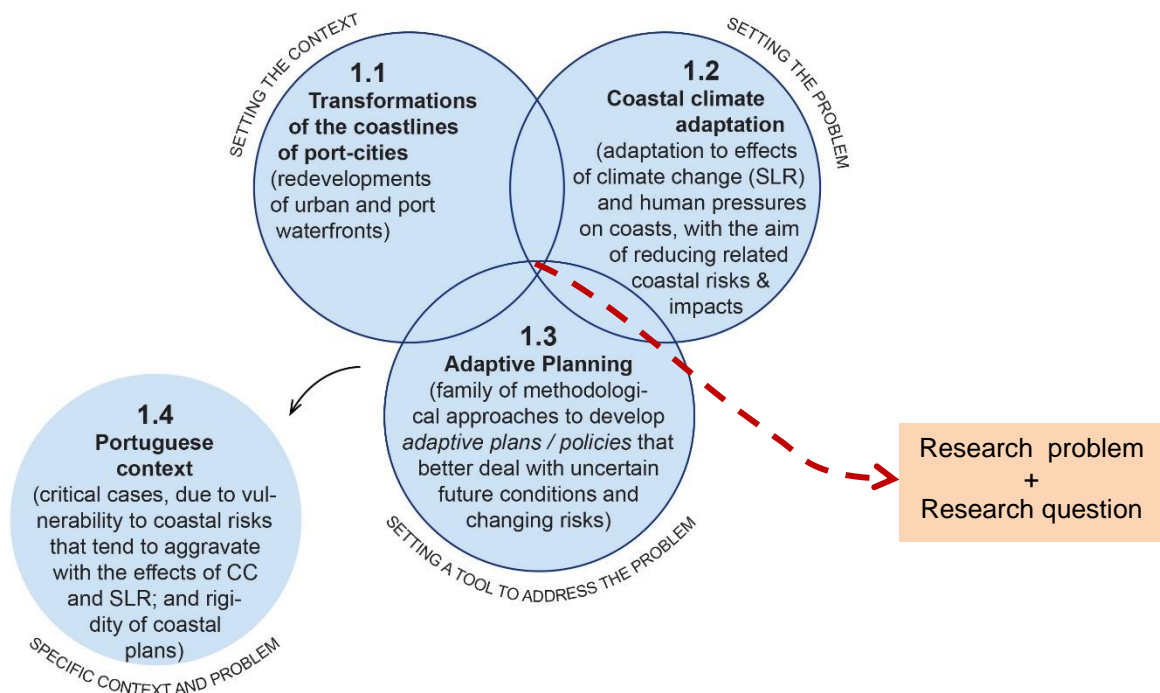 SETTING THE CONTEXT
1.1
Transformations
of the coastlines
of port-cities
(redevelopments
of urban and port
waterfronts)
SETTING THE PROBLEM
1.2
Coastal climate
adaptation
(adaptation to effects
of climate change (SLR)
and human pressures
on coasts, with the aim
of reducing related
coastal risks &
impacts
1.3
Adaptive Planning
(family of methodologi-
cal approaches to develop
adaptive plans / policies that
better deal with uncertain
future conditions and
changing risks)
SETTING A TOOL TO ADDRESS THE PROBLEM
1.4
Portuguese
context
(critical cases, due to vul-
nerability to coastal risks
that tend to aggravate
with the effects of CC
and SLR; and rigi-
dity of coastal
plans)
SPECIFIC CONTEXT AND PROBLEM
Research problem
+
Research question